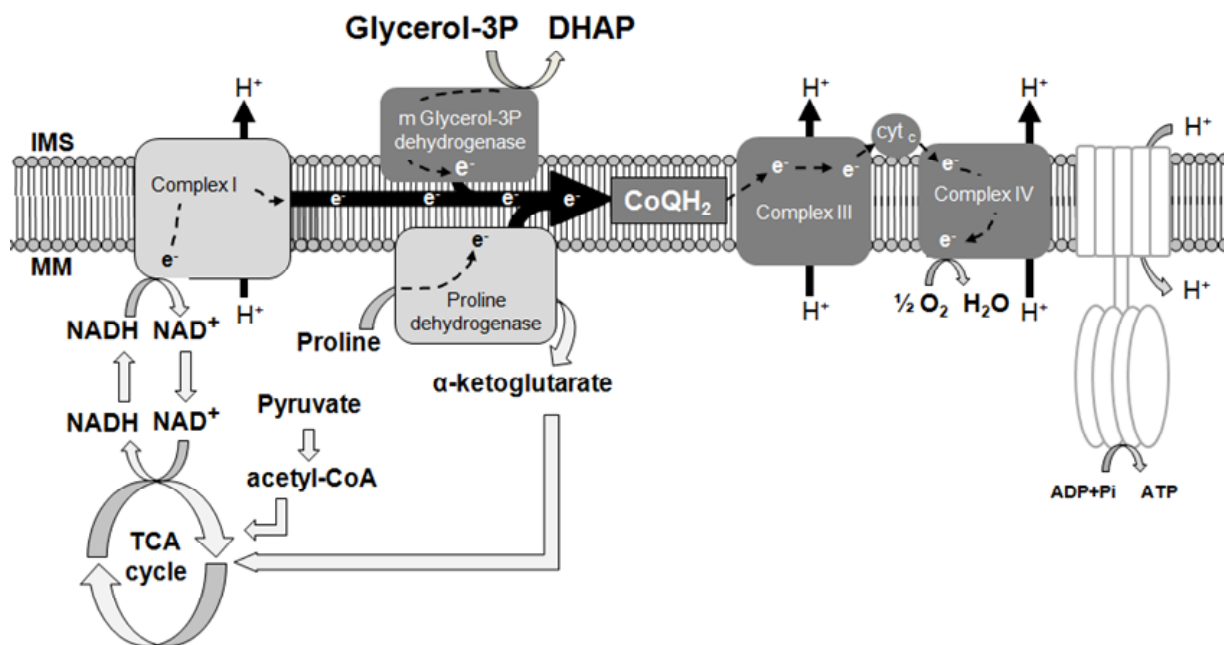 Glycerol-3P DHAP
H⁺
m Glycerol-3P
dehydrogenase
e⁻
H⁺
H⁺
H⁺
IMS
MM
Complex I
e⁻
e⁻
e⁻
e⁻
e⁻
CoQH₂
e⁻
e⁻
Complex III
cyt c
e⁻
Complex IV
e⁻
e⁻
Proline
dehydrogenase
H⁺
H⁺
H⁺
H⁺
½ O₂ H₂O
NADH NAD⁺
Proline
α-ketoglutarate
NADH NAD⁺
Pyruvate
acetyl-CoA
TCA
cycle
ADP+Pi ATP